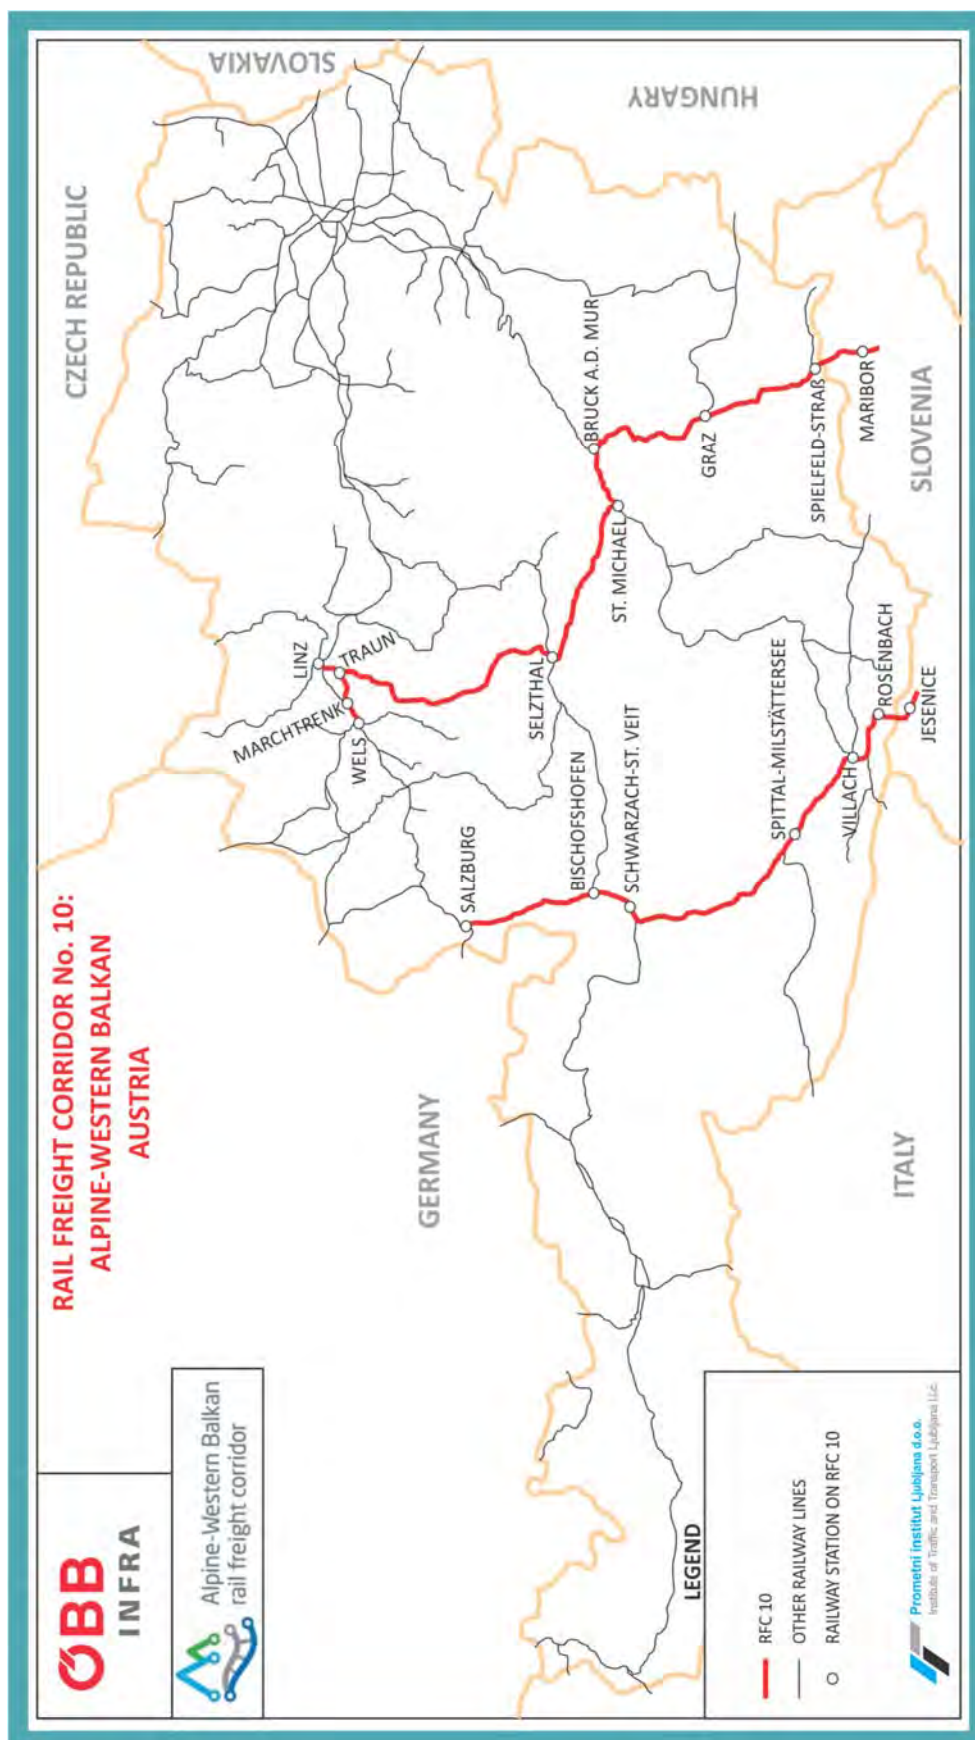 ÖBB
INFRA
Alpine-Western Balkan
rail freight corridor
RAIL FREIGHT CORRIDOR No. 10:
ALPINE-WESTERN BALKAN
AUSTRIA
CZECH REPUBLIC
SLOVAKIA
HUNGARY
GERMANY
ITALY
SLOVENIA
LINZ
TRAUN
MARCHTRENK
WELS
SALZBURG
SELZTHAL
BISCHOFSHOFEN
SCHWARZACH-ST. VEIT
ST. MICHAEL
BRUCK A.D. MUR
GRAZ
SPIELFELD-STRAß
MARIBOR
SPITTAL-MILSTÄTTERSEE
VILLACH
ROSENBACH
JESENICE
LEGEND
RFC 10
OTHER RAILWAY LINES
RAILWAY STATION ON RFC 10
Prometni institut Ljubljana d.o.o.
Institute of Traffic and Transport Ljubljana l.l.c.